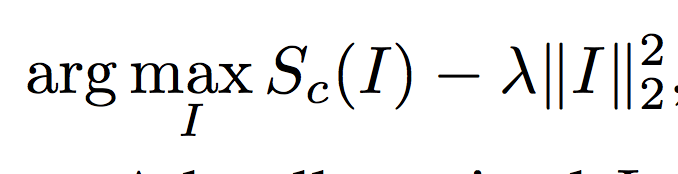 arg max_I S_c(I) − λ‖I‖₂²,